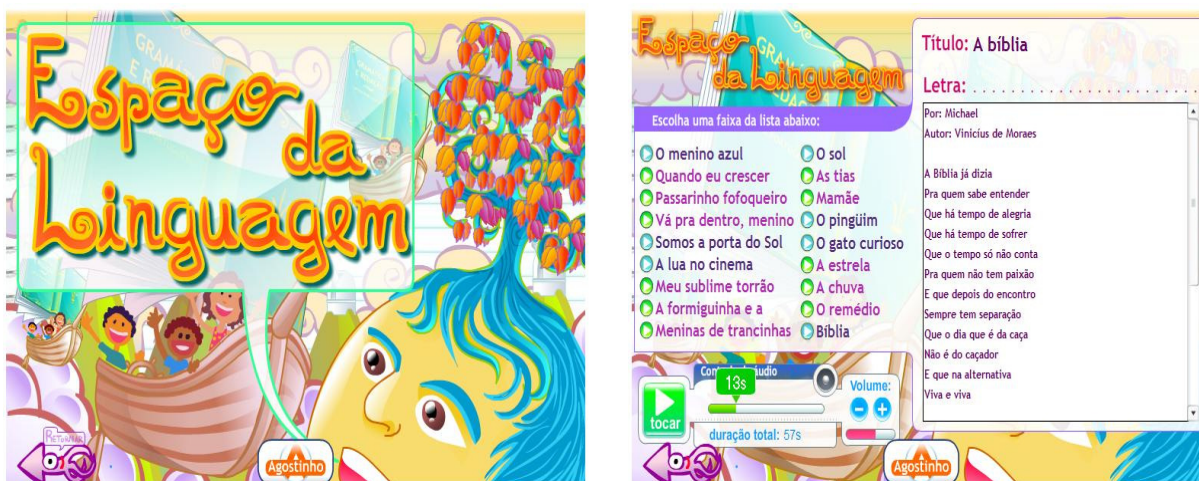 Espaço
da
Linguagem
Agostinho
Espaço
da Linguagem
Escolha uma faixa da lista abaixo:
O menino azul
Quando eu crescer
Passarinho fofoqueiro
Vá pra dentro, menino
Somos a porta do Sol
A lua no cinema
Meu sublime torrão
A formiguinha e a
Meninas de trancinhas
O sol
As tias
Mamãe
O pingüim
O gato curioso
A estrela
A chuva
O remédio
Bíblia
tocar
13s
duração total: 57s
Volume:
Agostinho
Título: A bíblia
Letra:
Por: Michael
Autor: Vinicíus de Moraes
A Bíblia já dizia
Pra quem sabe entender
Que há tempo de alegria
Que há tempo de sofrer
Que o tempo só não conta
Pra quem não tem paixão
E que depois do encontro
Sempre tem separação
Que o dia que é da caça
Não é do caçador
E que na alternativa
Viva e viva